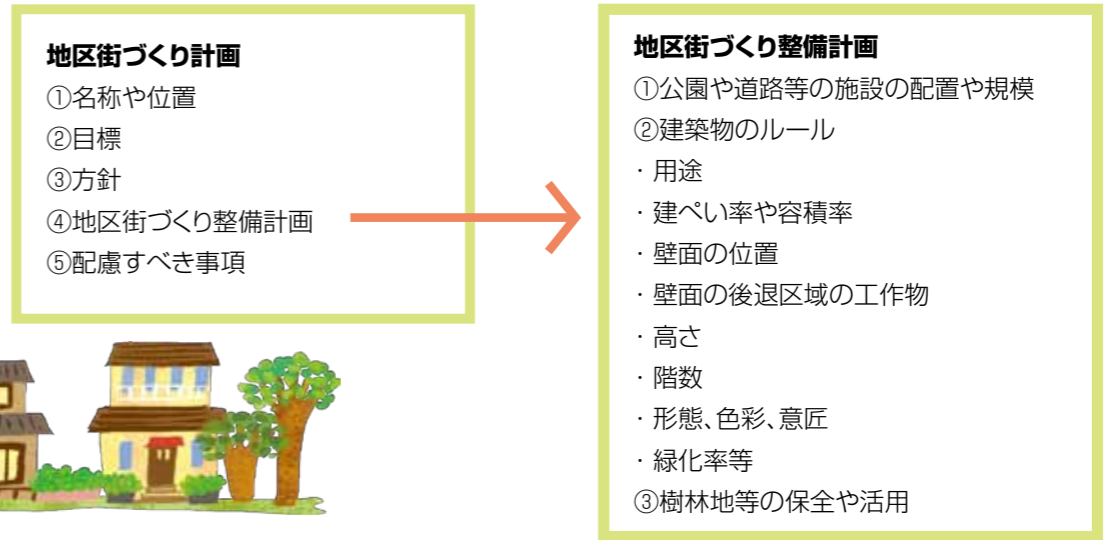 地区街づくり計画
①名称や位置
②目標
③方針
④地区街づくり整備計画
⑤配慮すべき事項
地区街づくり整備計画
①公園や道路等の施設の配置や規模
②建築物のルール
・用途
・建ぺい率や容積率
・壁面の位置
・壁面の後退区域の工作物
・高さ
・階数
・形態、色彩、意匠
・緑化率等
③樹林地等の保全や活用